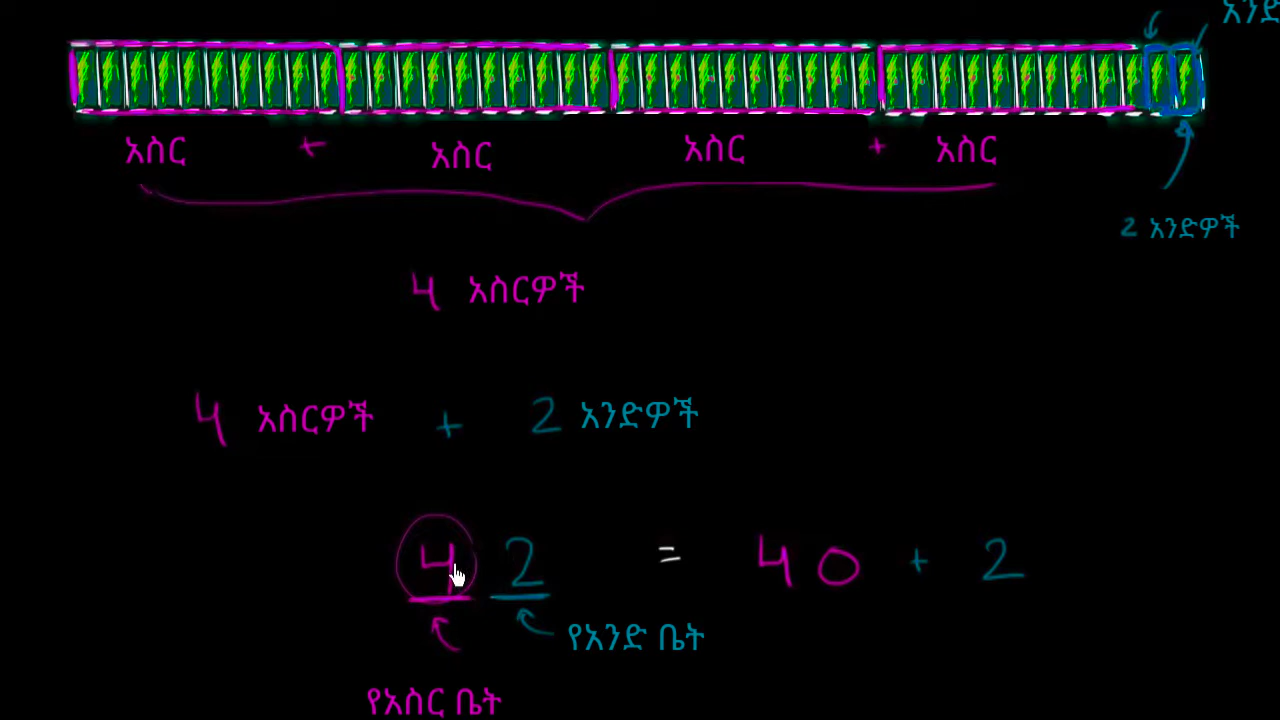 አንድ
አስር + አስር አስር + አስር
2 አንድዎች
4 አስርዎች
4 አስርዎች + 2 አንድዎች
42 = 40 + 2
የአንድ ቤት
የአስር ቤት